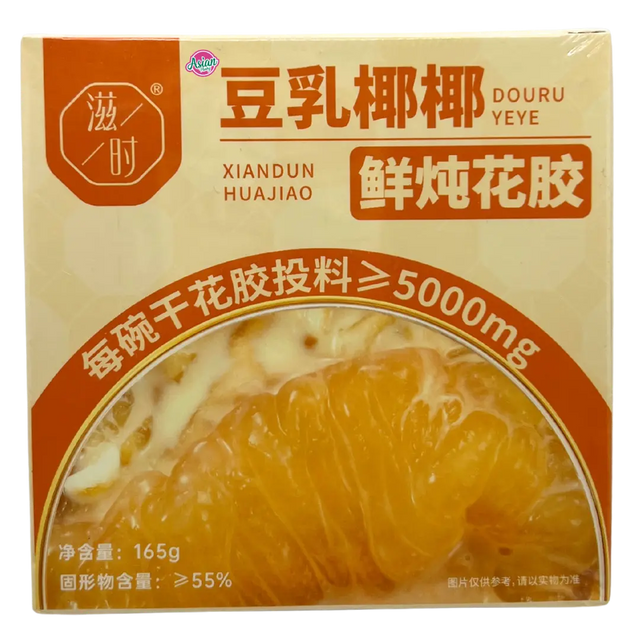 滋时®
Asian
豆乳椰椰
DOURU
YEYE
XIANDUN
HUAJIAO
鲜炖花胶
每碗干花胶投料≥5000mg
净含量：165g
固形物含量：≥55%
图片仅供参考，请以实物为准